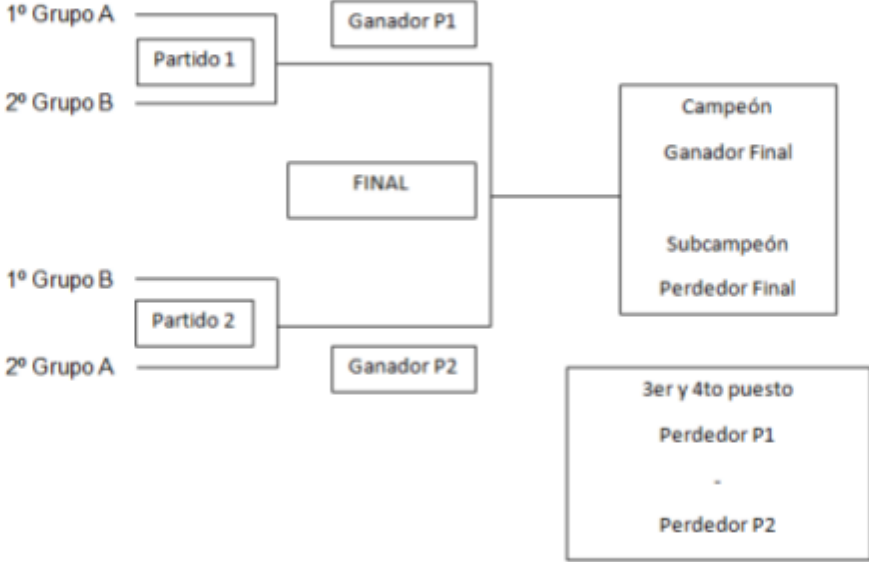 1º Grupo A
Ganador P1
Partido 1
2º Grupo B
Campeón
Ganador Final
FINAL
Subcampeón
1º Grupo B
Perdedor Final
Partido 2
2º Grupo A
Ganador P2
3er y 4to puesto
Perdedor P1
-
Perdedor P2